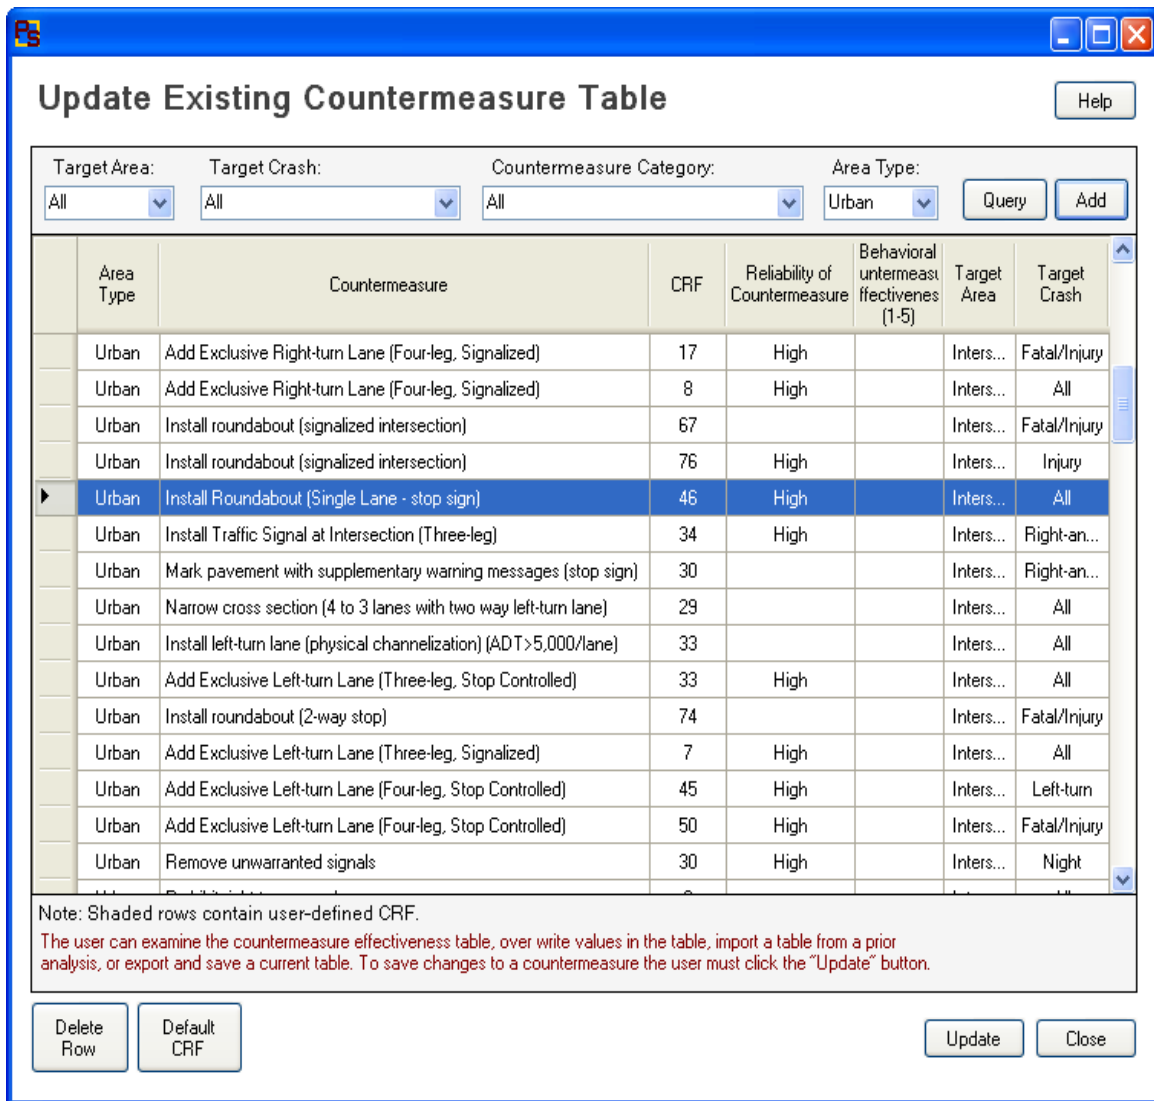 PS
Update Existing Countermeasure Table
Help
Target Area: Target Crash: Countermeasure Category: Area Type:
All All All Urban Query Add
Area Type Countermeasure CRF Reliability of Countermeasure Behavioral untermeasu ffectivenes (1-5) Target Area Target Crash
Urban Add Exclusive Right-turn Lane (Four-leg, Signalized) 17 High Inters... Fatal/Injury
Urban Add Exclusive Right-turn Lane (Four-leg, Signalized) 8 High Inters... All
Urban Install roundabout (signalized intersection) 67 Inters... Fatal/Injury
Urban Install roundabout (signalized intersection) 76 High Inters... Injury
Urban Install Roundabout (Single Lane - stop sign) 46 High Inters... All
Urban Install Traffic Signal at Intersection (Three-leg) 34 High Inters... Right-an...
Urban Mark pavement with supplementary warning messages (stop sign) 30 Inters... Right-an...
Urban Narrow cross section (4 to 3 lanes with two way left-turn lane) 29 Inters... All
Urban Install left-turn lane (physical channelization) (ADT>5,000/lane) 33 Inters... All
Urban Add Exclusive Left-turn Lane (Three-leg, Stop Controlled) 33 High Inters... All
Urban Install roundabout (2-way stop) 74 Inters... Fatal/Injury
Urban Add Exclusive Left-turn Lane (Three-leg, Signalized) 7 High Inters... All
Urban Add Exclusive Left-turn Lane (Four-leg, Stop Controlled) 45 High Inters... Left-turn
Urban Add Exclusive Left-turn Lane (Four-leg, Stop Controlled) 50 High Inters... Fatal/Injury
Urban Remove unwarranted signals 30 High Inters... Night
Note: Shaded rows contain user-defined CRF.
The user can examine the countermeasure effectiveness table, over write values in the table, import a table from a prior
analysis, or export and save a current table. To save changes to a countermeasure the user must click the "Update" button.
Delete Row Default CRF Update Close